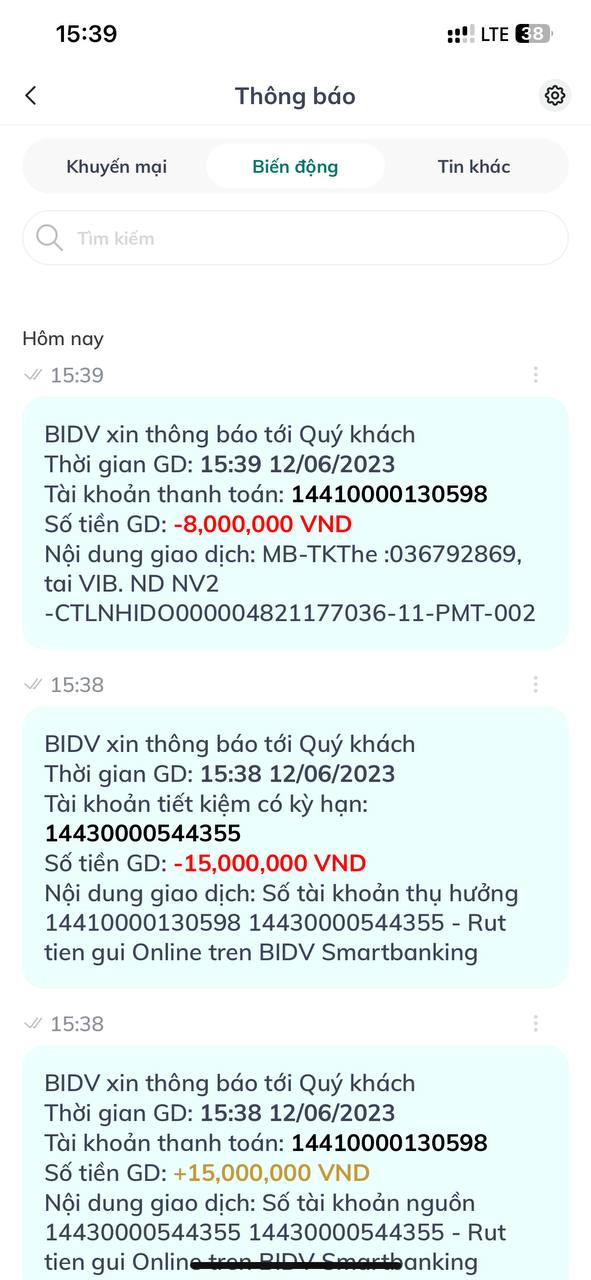 15:39
LTE 38
Thông báo
Khuyến mại
Biến động
Tin khác
Tìm kiếm
Hôm nay
15:39
BIDV xin thông báo tới Quý khách
Thời gian GD: 15:39 12/06/2023
Tài khoản thanh toán: 14410000130598
Số tiền GD: -8,000,000 VND
Nội dung giao dịch: MB-TKThe :036792869,
tai VIB. ND NV2
-CTLNHIDO000004821177036-11-PMT-002
15:38
BIDV xin thông báo tới Quý khách
Thời gian GD: 15:38 12/06/2023
Tài khoản tiết kiệm có kỳ hạn:
14430000544355
Số tiền GD: -15,000,000 VND
Nội dung giao dịch: Số tài khoản thụ hưởng
14410000130598 14430000544355 - Rut
tien gui Online tren BIDV Smartbanking
15:38
BIDV xin thông báo tới Quý khách
Thời gian GD: 15:38 12/06/2023
Tài khoản thanh toán: 14410000130598
Số tiền GD: +15,000,000 VND
Nội dung giao dịch: Số tài khoản nguồn
14430000544355 14430000544355 - Rut
tien gui Online tren BIDV Smartbanking